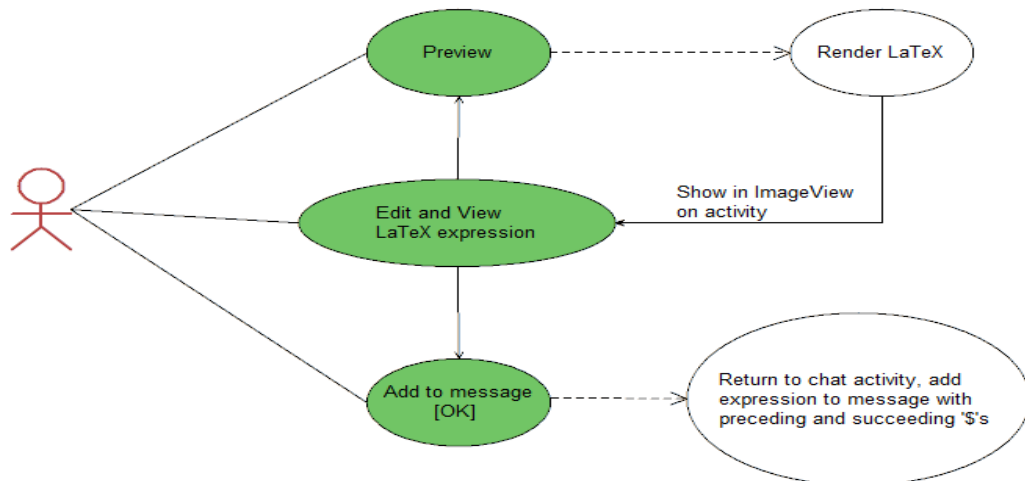 Preview
Render LaTeX
Show in ImageView
on activity
Edit and View
LaTeX expression
Add to message
[OK]
Return to chat activity, add
expression to message with
preceding and succeeding '$'s